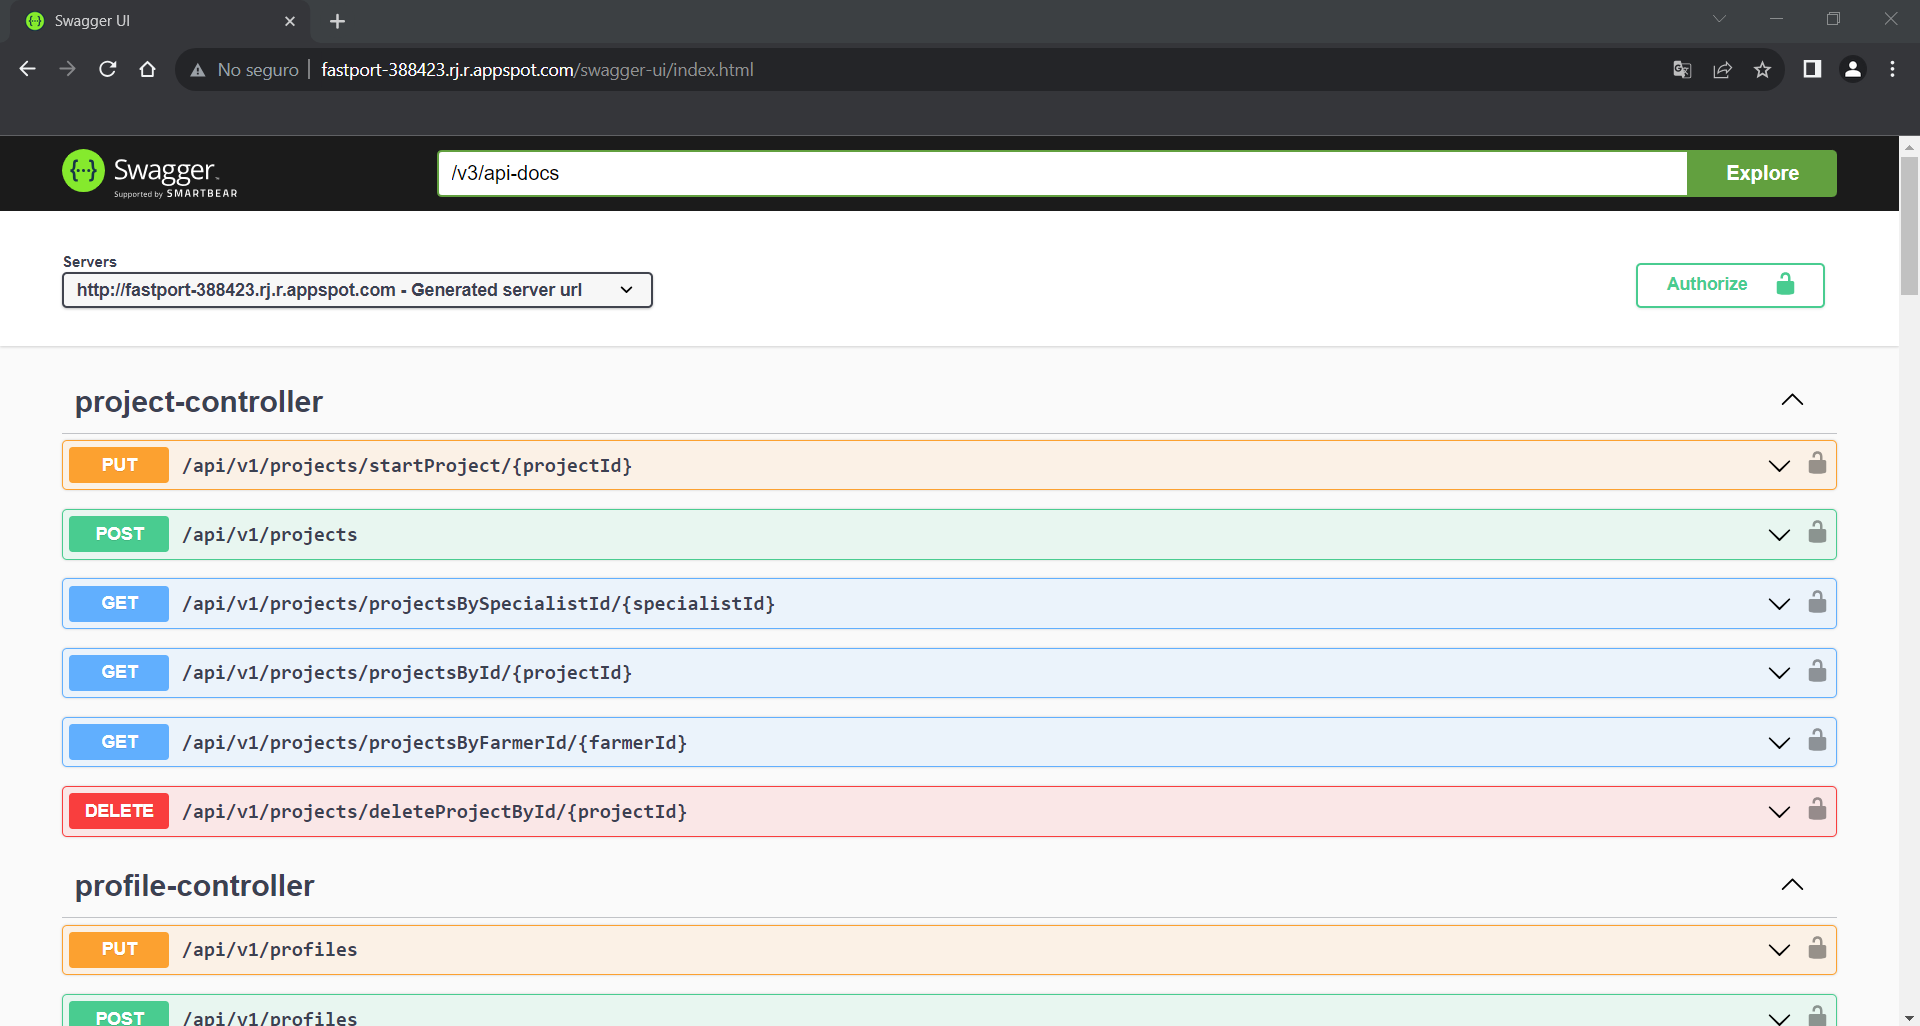 Swagger UI
No seguro
fastport-388423.rj.r.appspot.com/swagger-ui/index.html
Swagger
Supported by SMARTBEAR
/v3/api-docs
Explore
Servers
http://fastport-388423.rj.r.appspot.com - Generated server url
Authorize
project-controller
PUT /api/v1/projects/startProject/{projectId}
POST /api/v1/projects
GET /api/v1/projects/projectsBySpecialistId/{specialistId}
GET /api/v1/projects/projectsById/{projectId}
GET /api/v1/projects/projectsByFarmerId/{farmerId}
DELETE /api/v1/projects/deleteProjectById/{projectId}
profile-controller
PUT /api/v1/profiles
POST /api/v1/profiles